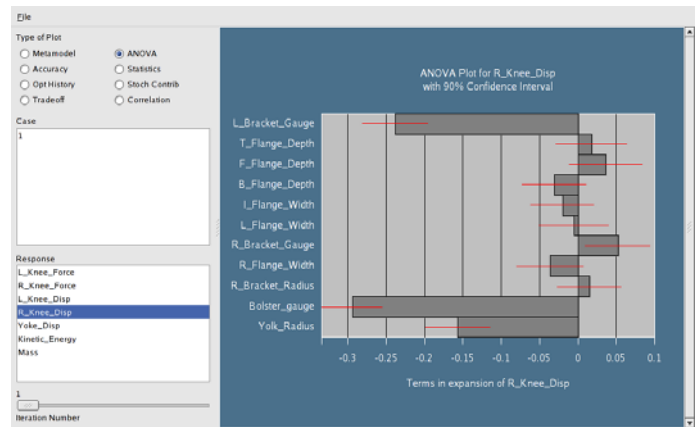 File
Type of Plot
Metamodel
ANOVA
Accuracy
Statistics
Opt History
Stoch Contrib
Tradeoff
Correlation
Case
1
Response
L_Knee_Force
R_Knee_Force
L_Knee_Disp
R_Knee_Disp
Yoke_Disp
Kinetic_Energy
Mass
1
Iteration Number
ANOVA Plot for R_Knee_Disp
with 90% Confidence Interval
L_Bracket_Gauge
T_Flange_Depth
F_Flange_Depth
B_Flange_Depth
I_Flange_Width
L_Flange_Width
R_Bracket_Gauge
R_Flange_Width
R_Bracket_Radius
Bolster_gauge
Yolk_Radius
-0.3 -0.25 -0.2 -0.15 -0.1 -0.05 0 0.05 0.1
Terms in expansion of R_Knee_Disp